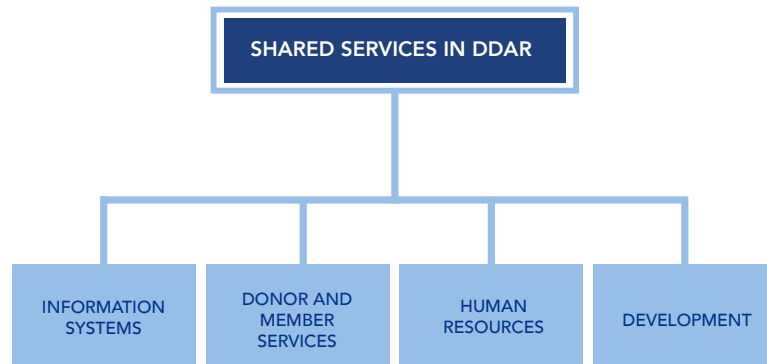 SHARED SERVICES IN DDAR
INFORMATION
SYSTEMS
DONOR AND
MEMBER
SERVICES
HUMAN
RESOURCES
DEVELOPMENT